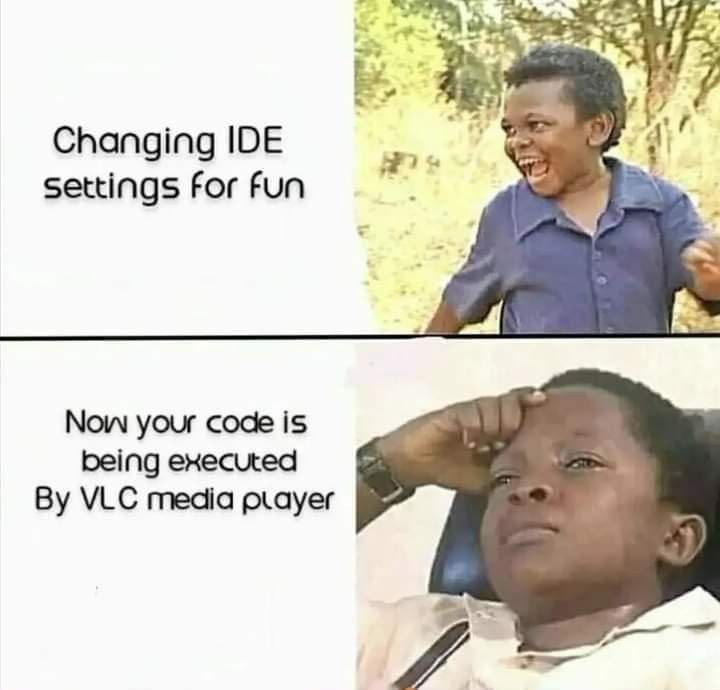 Changing IDE
settings for fun
Now your code is
being executed
By VLC media player